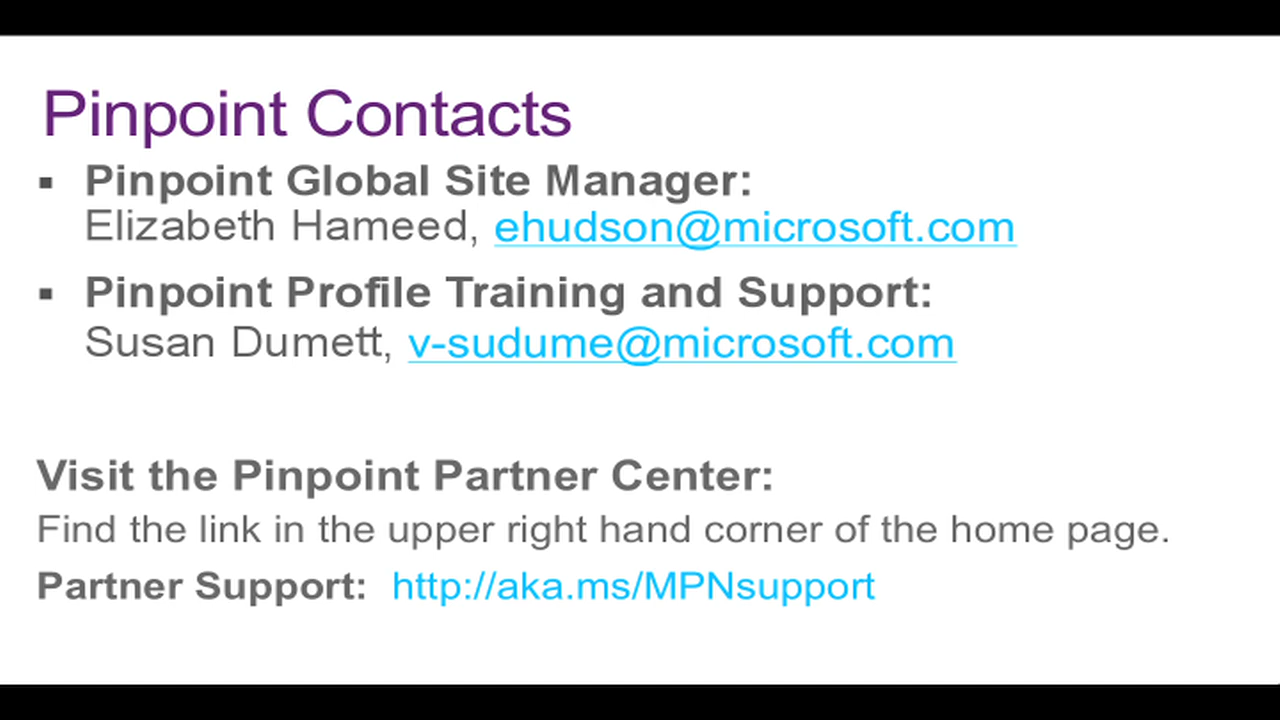 Pinpoint Contacts
▪ Pinpoint Global Site Manager:
Elizabeth Hameed, ehudson@microsoft.com
▪ Pinpoint Profile Training and Support:
Susan Dumett, v-sudume@microsoft.com
Visit the Pinpoint Partner Center:
Find the link in the upper right hand corner of the home page.
Partner Support: http://aka.ms/MPNsupport